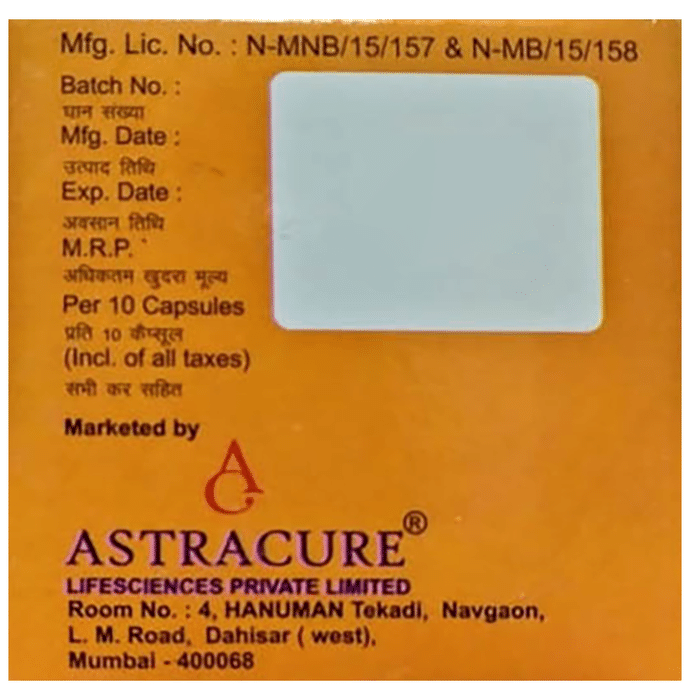 Mfg. Lic. No. : N-MNB/15/157 & N-MB/15/158
Batch No. :
घान संख्या
Mfg. Date :
उत्पाद तिथि
Exp. Date :
अवसान तिथि
M.R.P.
अधिकतम खुदरा मूल्य
Per 10 Capsules
प्रति 10 कैप्सूल
(Incl. of all taxes)
सभी कर सहित
Marketed by
AC
ASTRACURE®
LIFESCIENCES PRIVATE LIMITED
Room No. : 4, HANUMAN Tekadi, Navgaon,
L. M. Road, Dahisar ( west),
Mumbai - 400068